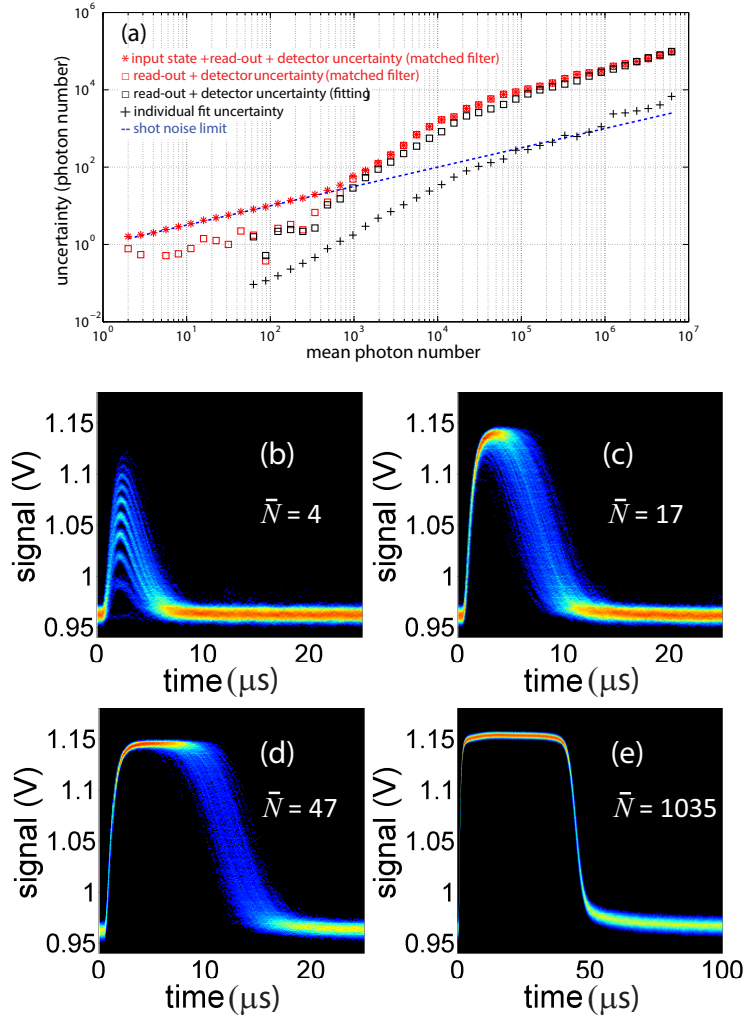 (a)
* input state +read-out + detector uncertainty (matched filter)
□ read-out + detector uncertainty (matched filter)
□ read-out + detector uncertainty (fitting)
+ individual fit uncertainty
-- shot noise limit
uncertainty (photon number)
10^6
10^4
10^2
10^0
10^-2
10^0 10^1 10^2 10^3 10^4 10^5 10^6 10^7
mean photon number
(b)
N̄ = 4
signal (V)
1.15
1.1
1.05
1
0.95
0 10 20
time (μs)
(c)
N̄ = 17
signal (V)
1.15
1.1
1.05
1
0.95
0 10 20
time (μs)
(d)
N̄ = 47
signal (V)
1.15
1.1
1.05
1
0.95
0 10 20
time (μs)
(e)
N̄ = 1035
signal (V)
1.15
1.1
1.05
1
0.95
0 50 100
time (μs)